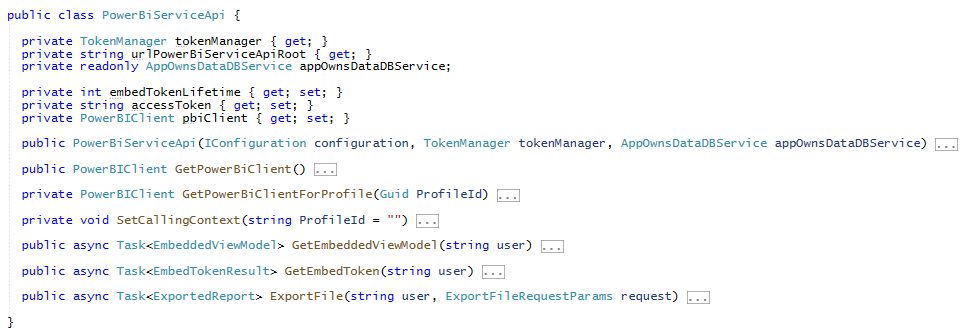 public class PowerBiServiceApi {
private TokenManager tokenManager { get; }
private string urlPowerBiServiceApiRoot { get; }
private readonly AppOwnsDataDBService appOwnsDataDBService;
private int embedTokenLifetime { get; set; }
private string accessToken { get; set; }
private PowerBIClient pbiClient { get; set; }
public PowerBiServiceApi(IConfiguration configuration, TokenManager tokenManager, AppOwnsDataDBService appOwnsDataDBService) ...
public PowerBIClient GetPowerBiClient() ...
private PowerBIClient GetPowerBiClientForProfile(Guid ProfileId) ...
private void SetCallingContext(string ProfileId = "") ...
public async Task<EmbeddedViewModel> GetEmbeddedViewModel(string user) ...
public async Task<EmbedTokenResult> GetEmbedToken(string user) ...
public async Task<ExportedReport> ExportFile(string user, ExportFileRequestParams request) ...
}